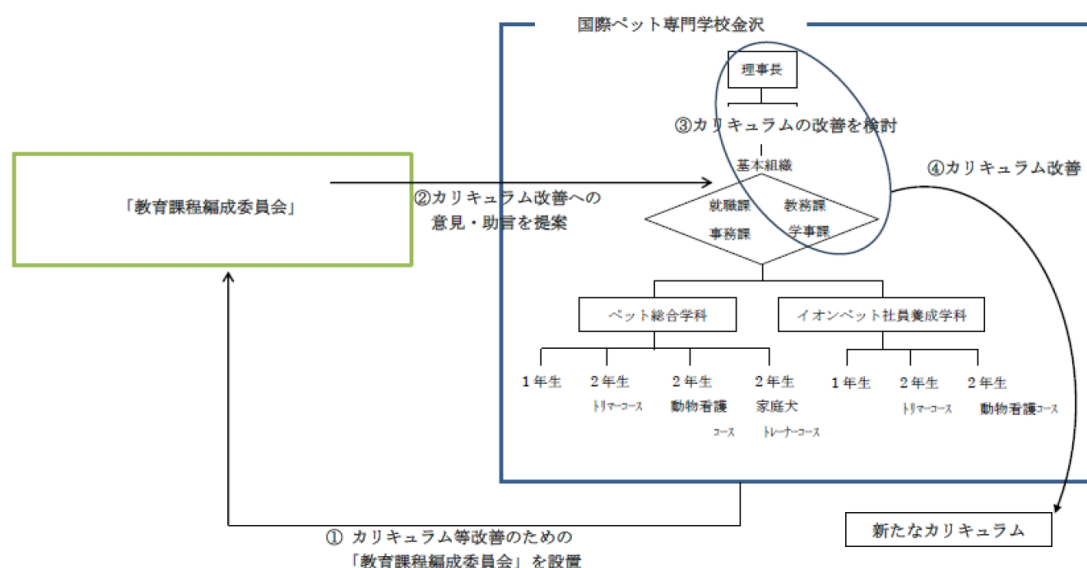 国際ペット専門学校金沢
理事長
③カリキュラムの改善を検討
基本組織
④カリキュラム改善
「教育課程編成委員会」
②カリキュラム改善への
意見・助言を提案
就職課 教務課
事務課 学事課
ペット総合学科
イオンペット社員養成学科
1年生
2年生
ﾄﾘﾏｰｺｰｽ
2年生
動物看護
ｺｰｽ
2年生
家庭犬
ﾄﾚｰﾅｰｺｰｽ
1年生
2年生
ﾄﾘﾏｰｺｰｽ
2年生
動物看護ｺｰｽ
新たなカリキュラム
① カリキュラム等改善のための
「教育課程編成委員会」を設置